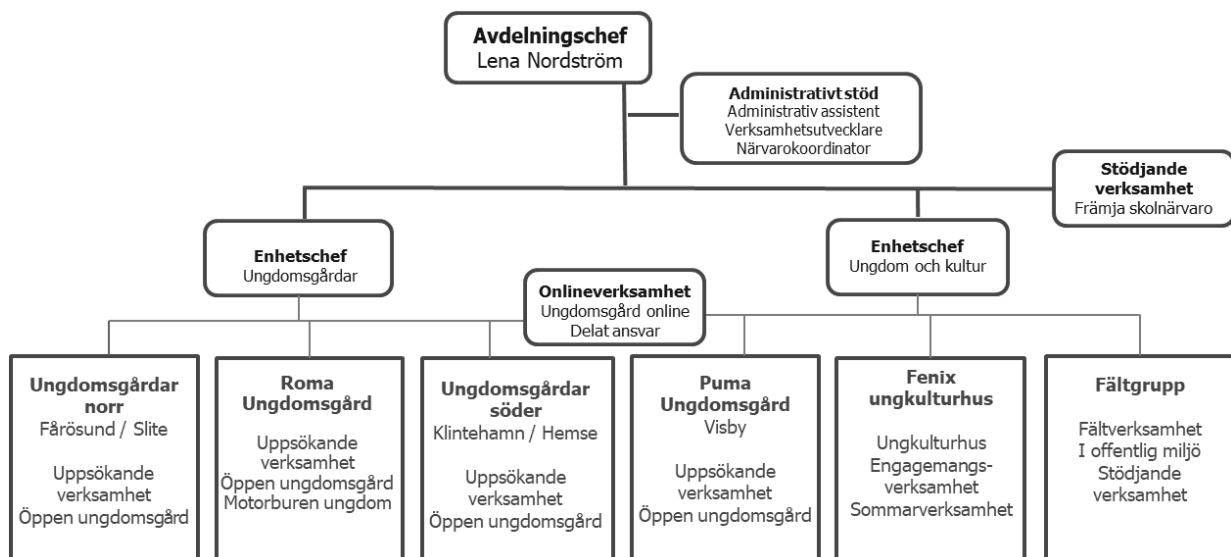 Avdelningschef
Lena Nordström
Administrativt stöd
Administrativ assistent
Verksamhetsutvecklare
Närvarokoordinator
Stödjande
verksamhet
Främja skolnärvaro
Enhetschef
Ungdomsgårdar
Enhetschef
Ungdom och kultur
Onlineverksamhet
Ungdomsgård online
Delat ansvar
Ungdomsgårdar
norr
Fårösund / Slite
Uppsökande
verksamhet
Öppen ungdomsgård
Roma
Ungdomsgård
Uppsökande
verksamhet
Öppen ungdomsgård
Motorburen ungdom
Ungdomsgårdar
söder
Klintehamn / Hemse
Uppsökande
verksamhet
Öppen ungdomsgård
Puma
Ungdomsgård
Visby
Uppsökande
verksamhet
Öppen ungdomsgård
Fenix
ungkulturhus
Ungkulturhus
Engagemangs-
verksamhet
Sommarverksamhet
Fältgrupp
Fältverksamhet
I offentlig miljö
Stödjande
verksamhet